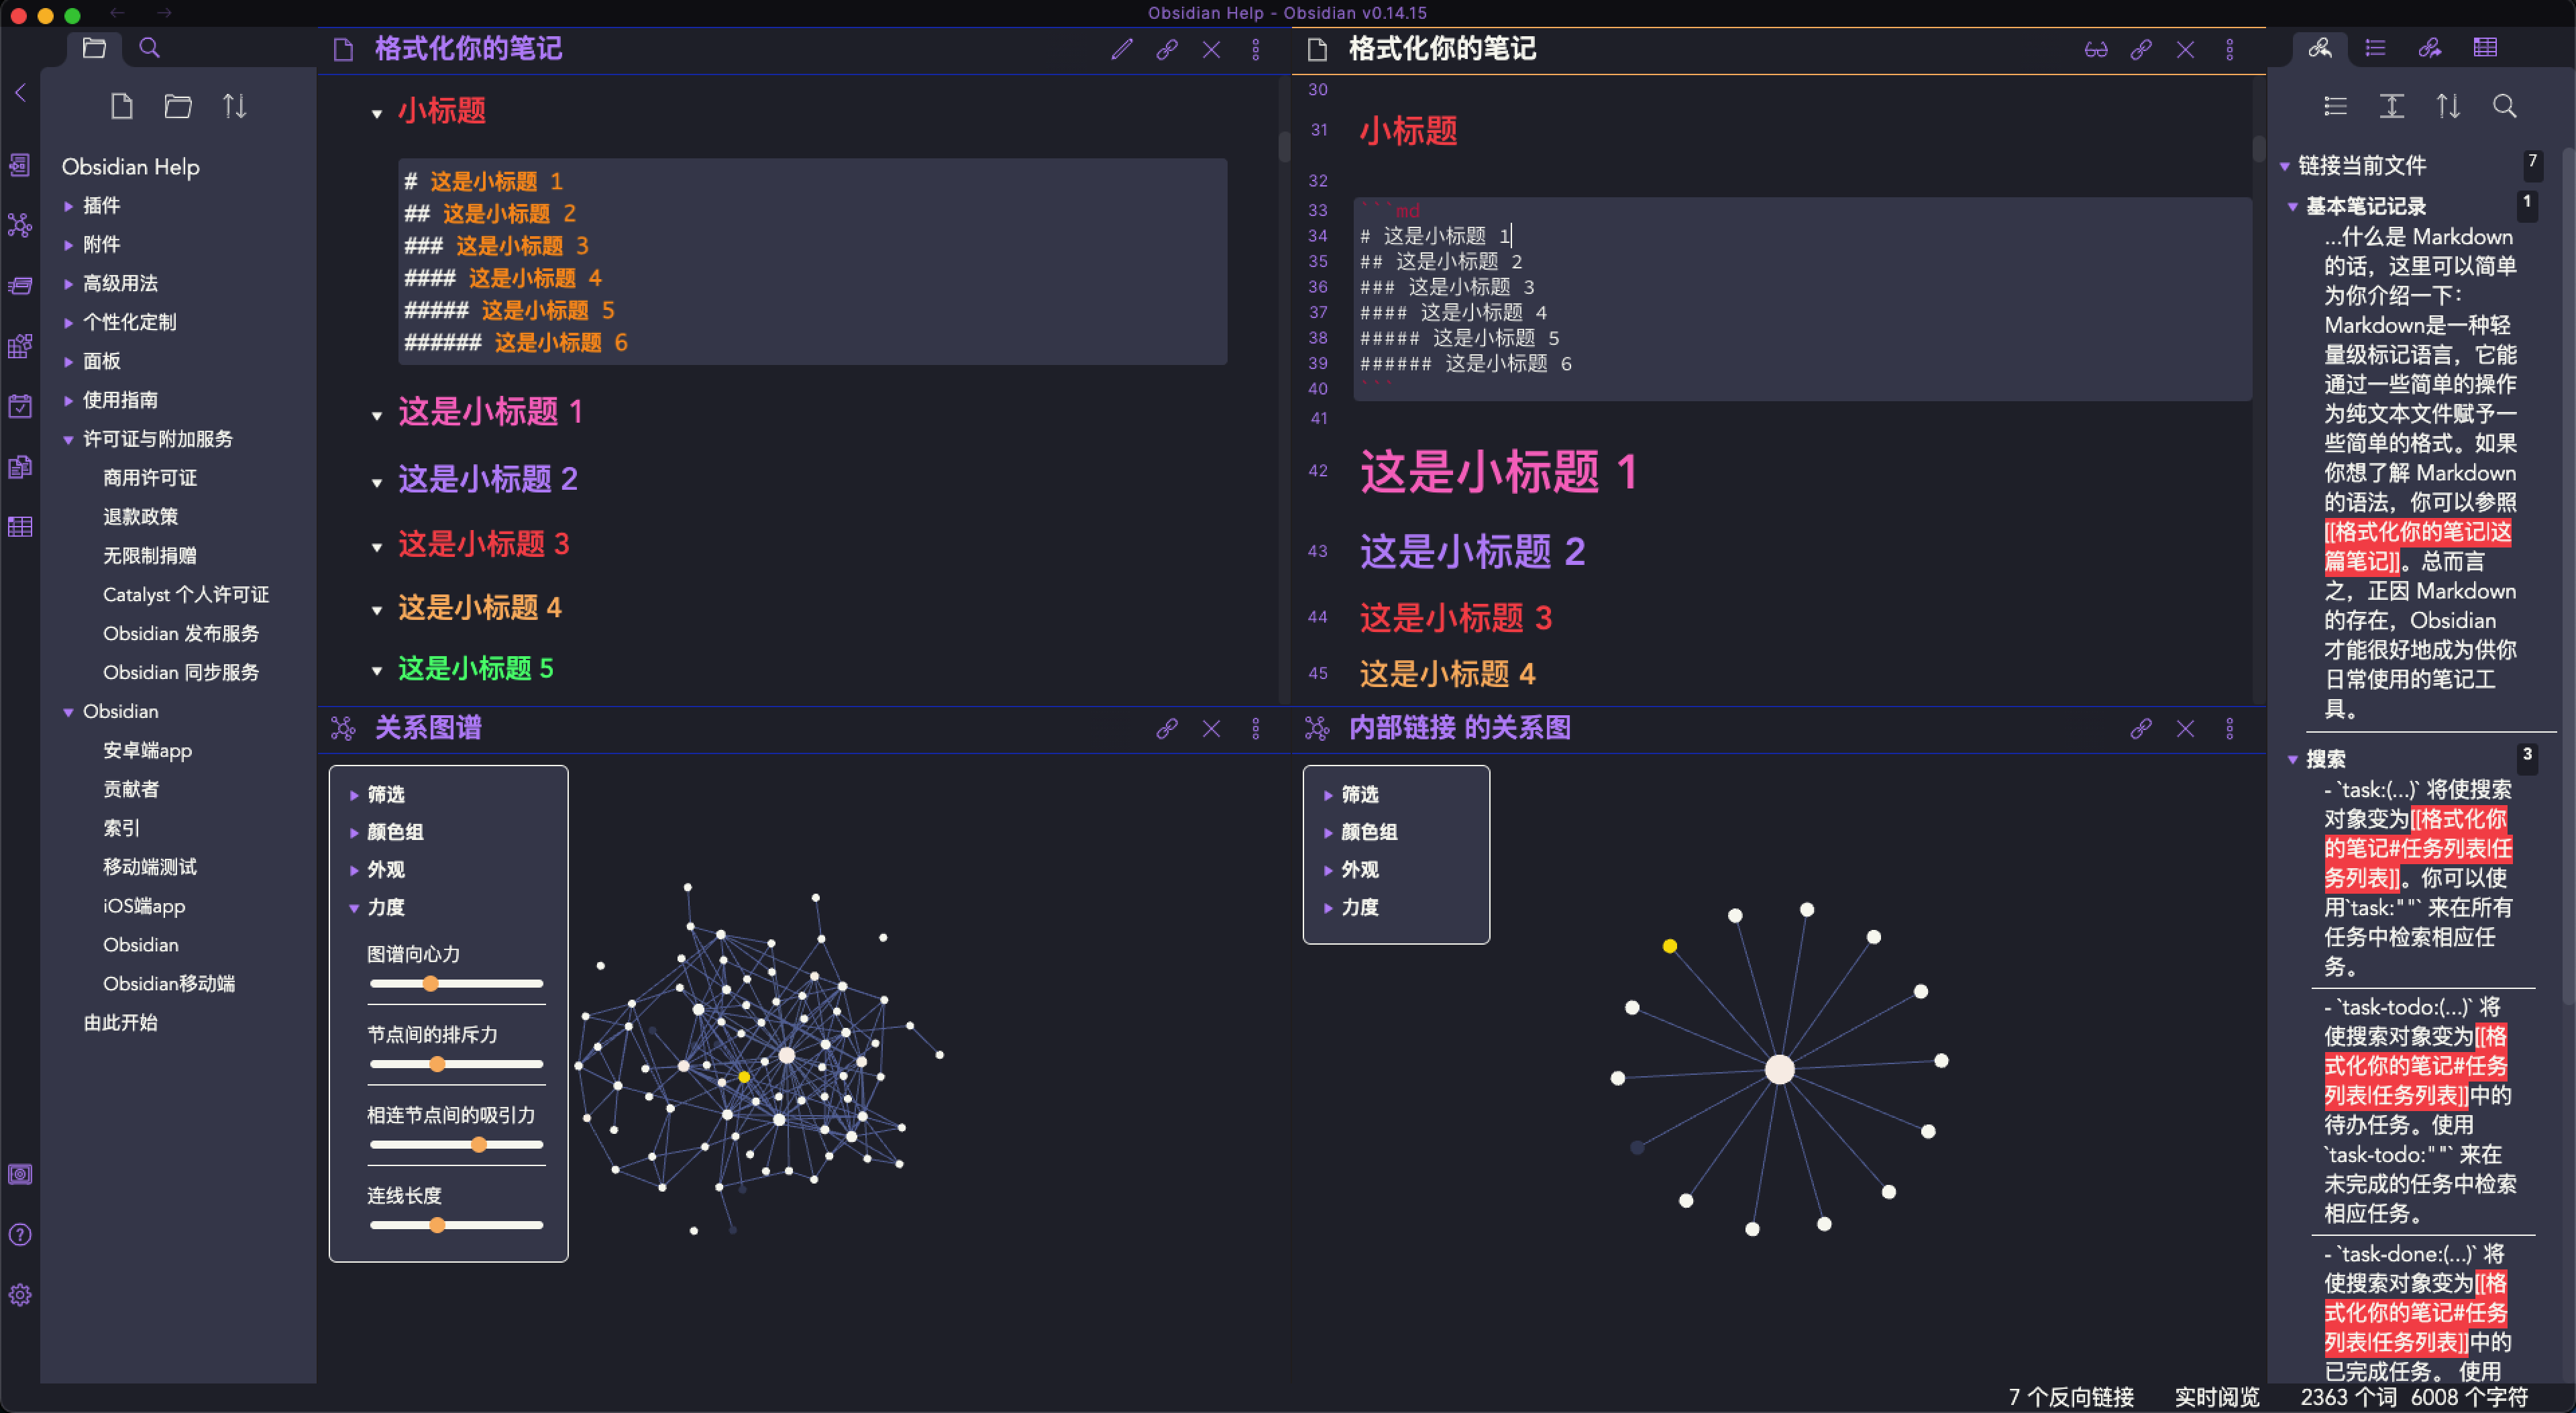 Obsidian Help - Obsidian v0.14.15
Obsidian Help
插件
附件
高级用法
个性化定制
面板
使用指南
许可证与附加服务
商用许可证
退款政策
无限制捐赠
Catalyst 个人许可证
Obsidian 发布服务
Obsidian 同步服务
Obsidian
安卓端app
贡献者
索引
移动端测试
iOS端app
Obsidian
Obsidian移动端
由此开始
格式化你的笔记
小标题
# 这是小标题 1
## 这是小标题 2
### 这是小标题 3
#### 这是小标题 4
##### 这是小标题 5
###### 这是小标题 6
这是小标题 1
这是小标题 2
这是小标题 3
这是小标题 4
这是小标题 5
格式化你的笔记
30
31 小标题
32
33 ```md
34 # 这是小标题 1
35 ## 这是小标题 2
36 ### 这是小标题 3
37 #### 这是小标题 4
38 ##### 这是小标题 5
39 ###### 这是小标题 6
40 ```
41
42 这是小标题 1
43 这是小标题 2
44 这是小标题 3
45 这是小标题 4
关系图谱
筛选
颜色组
外观
力度
图谱向心力
节点间的排斥力
相连节点间的吸引力
连线长度
内部链接 的关系图
筛选
颜色组
外观
力度
链接当前文件 7
基本笔记记录 1
...什么是 Markdown
的话，这里可以简单
为你介绍一下：
Markdown是一种轻
量级标记语言，它能
通过一些简单的操作
为纯文本文件赋予一
些简单的格式。如果
你想了解 Markdown
的语法，你可以参照
[[格式化你的笔记|这
篇笔记]]。总而言
之，正因 Markdown
的存在，Obsidian
才能很好地成为供你
日常使用的笔记工
具。
搜索 3
- `task:(...)` 将使搜索
对象变为[[格式化你
的笔记#任务列表|任
务列表]]。你可以使
用`task:""` 来在所有
任务中检索相应任
务。
- `task-todo:(...)` 将
使搜索对象变为[[格
式化你的笔记#任务
列表|任务列表]]中的
待办任务。使用
`task-todo:""` 来在
未完成的任务中检索
相应任务。
- `task-done:(...)` 将
使搜索对象变为[[格
式化你的笔记#任务
列表|任务列表]]中的
已完成任务。 使用
7 个反向链接 实时阅览 2363 个词 6008 个字符